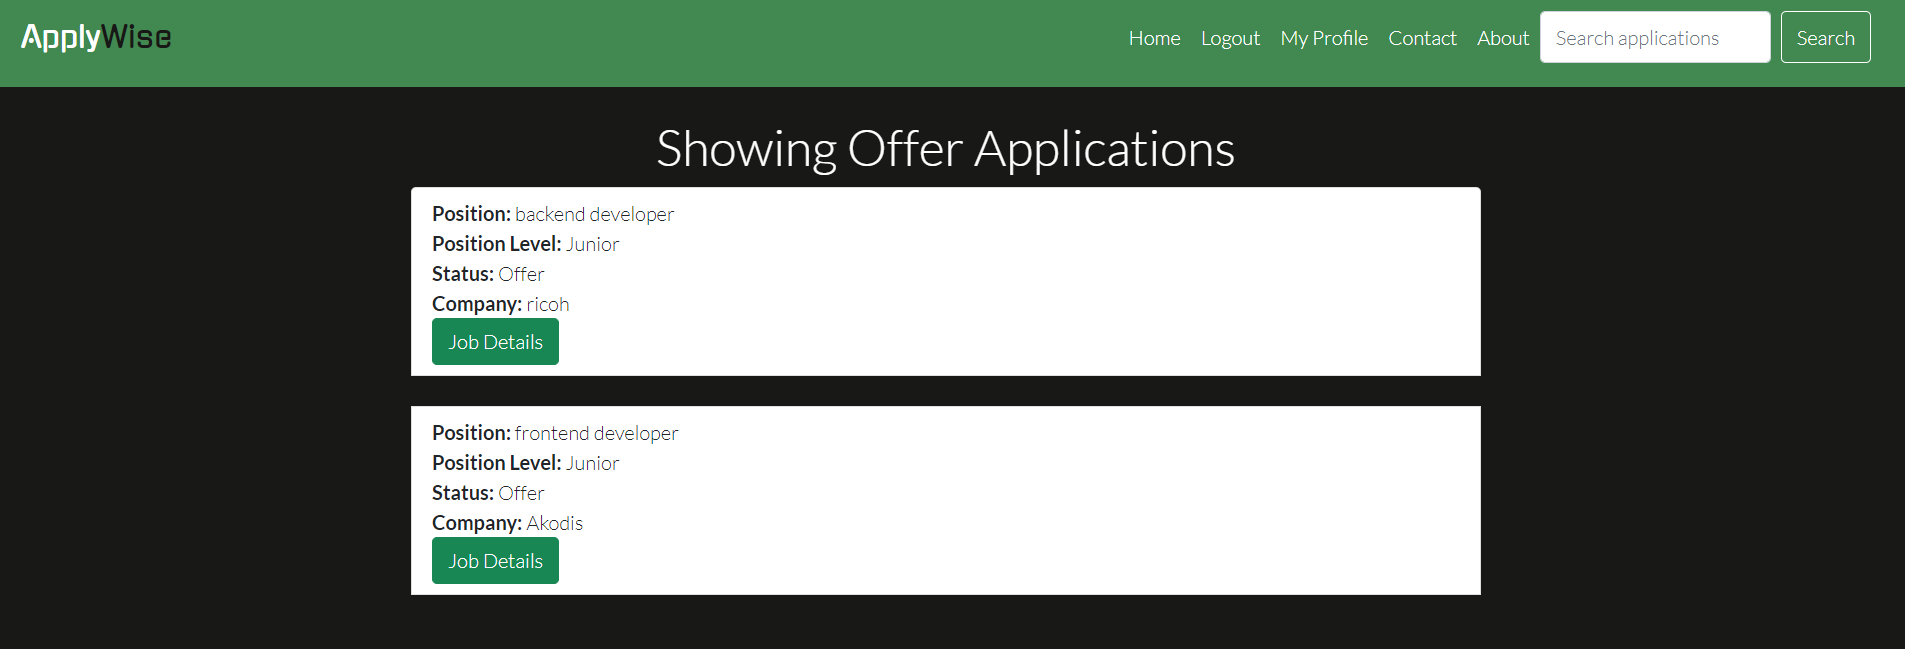 ApplyWise
Home Logout My Profile Contact About Search applications Search
Showing Offer Applications
Position: backend developer
Position Level: Junior
Status: Offer
Company: ricoh
Job Details
Position: frontend developer
Position Level: Junior
Status: Offer
Company: Akodis
Job Details